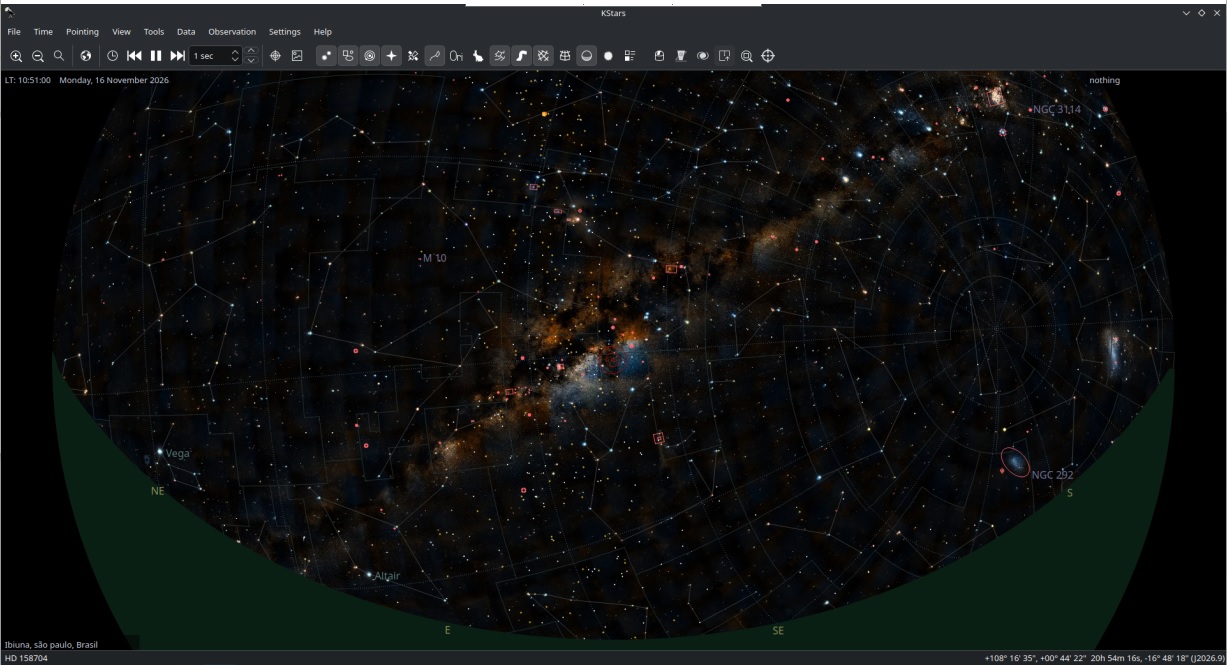 KStars
File Time Pointing View Tools Data Observation Settings Help
1 sec
LT: 10:51:00 Monday, 16 November 2026
nothing
NGC 3114
M 10
Vega
NE
NGC 292
S
Altair
E
SE
Ibiuna, são paulo, Brasil
HD 158704
+108° 16' 35", +00° 44' 22" 20h 54m 16s, -16° 48' 18" (J2026.9)